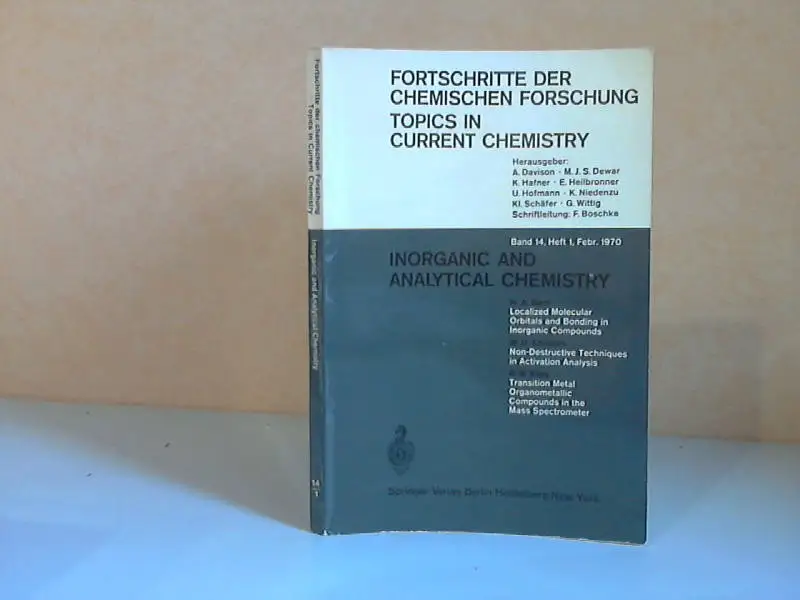 FORTSCHRITTE DER
CHEMISCHEN FORSCHUNG
TOPICS IN
CURRENT CHEMISTRY
Herausgeber:
A. Davison · M.J.S. Dewar
K. Hafner · E. Heilbronner
U. Hofmann · K. Niedenzu
Kl. Schäfer · G. Wittig
Schriftleitung: F. Boschke
Band 14, Heft 1, Febr. 1970
INORGANIC AND
ANALYTICAL CHEMISTRY
Localized Molecular
Orbitals and Bonding in
Inorganic Compounds
Non-Destructive Techniques
in Activation Analysis
Transition Metal
Organometallic
Compounds in the
Mass Spectrometer
Springer-Verlag Berlin Heidelberg New York
Fortschritte der chemischen Forschung
Topics in Current Chemistry
Inorganic and Analytical Chemistry
14
1